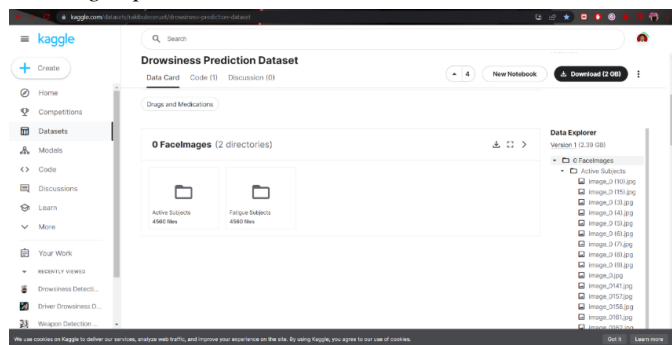 kaggle.com/datasets/rakibuleceruet/drowsiness-prediction-dataset
kaggle
Search
Create
Home
Competitions
Datasets
Models
Code
Discussions
Learn
More
Your Work
RECENTLY VIEWED
Drowsiness Detecti...
Driver Drowsiness D...
Weapon Detection ...
Drowsiness Prediction Dataset
Data Card Code (1) Discussion (0)
4 New Notebook Download (2 GB)
Drugs and Medications
0 FaceImages (2 directories)
Active Subjects
4560 files
Fatigue Subjects
4560 files
Data Explorer
Version 1 (2.39 GB)
0 FaceImages
Active Subjects
image_0 (10).jpg
image_0 (15).jpg
image_0 (3).jpg
image_0 (4).jpg
image_0 (5).jpg
image_0 (6).jpg
image_0 (7).jpg
image_0 (8).jpg
image_0 (9).jpg
image_0.jpg
image_0141.jpg
image_0157.jpg
image_0158.jpg
image_0161.jpg
image_0162.jpg
We use cookies on Kaggle to deliver our services, analyze web traffic, and improve your experience on the site. By using Kaggle, you agree to our use of cookies.
Got it Learn more